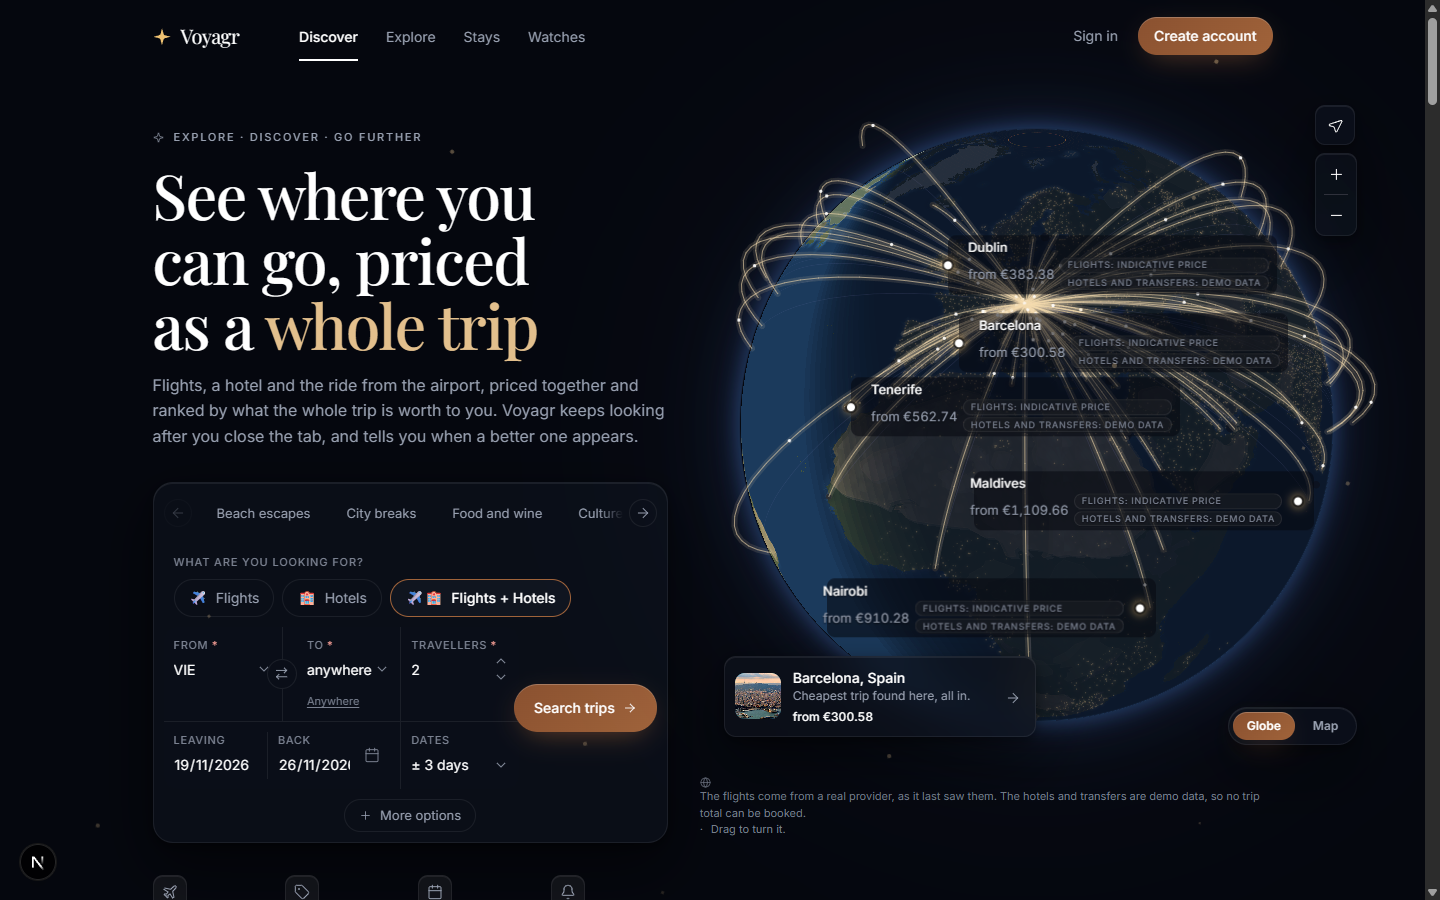 Voyagr
Discover
Explore
Stays
Watches
Sign in
Create account
EXPLORE · DISCOVER · GO FURTHER
See where you
can go, priced
as a whole trip
Flights, a hotel and the ride from the airport, priced together and
ranked by what the whole trip is worth to you. Voyagr keeps looking
after you close the tab, and tells you when a better one appears.
Beach escapes
City breaks
Food and wine
Culture
WHAT ARE YOU LOOKING FOR?
Flights
Hotels
Flights + Hotels
FROM *
TO *
TRAVELLERS *
VIE
anywhere
2
Anywhere
Search trips
LEAVING
BACK
DATES
19/11/2026
26/11/2026
± 3 days
+ More options
Dublin
from €383.38
FLIGHTS: INDICATIVE PRICE
HOTELS AND TRANSFERS: DEMO DATA
Barcelona
from €300.58
FLIGHTS: INDICATIVE PRICE
HOTELS AND TRANSFERS: DEMO DATA
Tenerife
from €562.74
FLIGHTS: INDICATIVE PRICE
HOTELS AND TRANSFERS: DEMO DATA
Maldives
from €1,109.66
FLIGHTS: INDICATIVE PRICE
HOTELS AND TRANSFERS: DEMO DATA
Nairobi
from €910.28
FLIGHTS: INDICATIVE PRICE
HOTELS AND TRANSFERS: DEMO DATA
Barcelona, Spain
Cheapest trip found here, all in.
from €300.58
Globe
Map
The flights come from a real provider, as it last saw them. The hotels and transfers are demo data, so no trip
total can be booked.
· Drag to turn it.
N